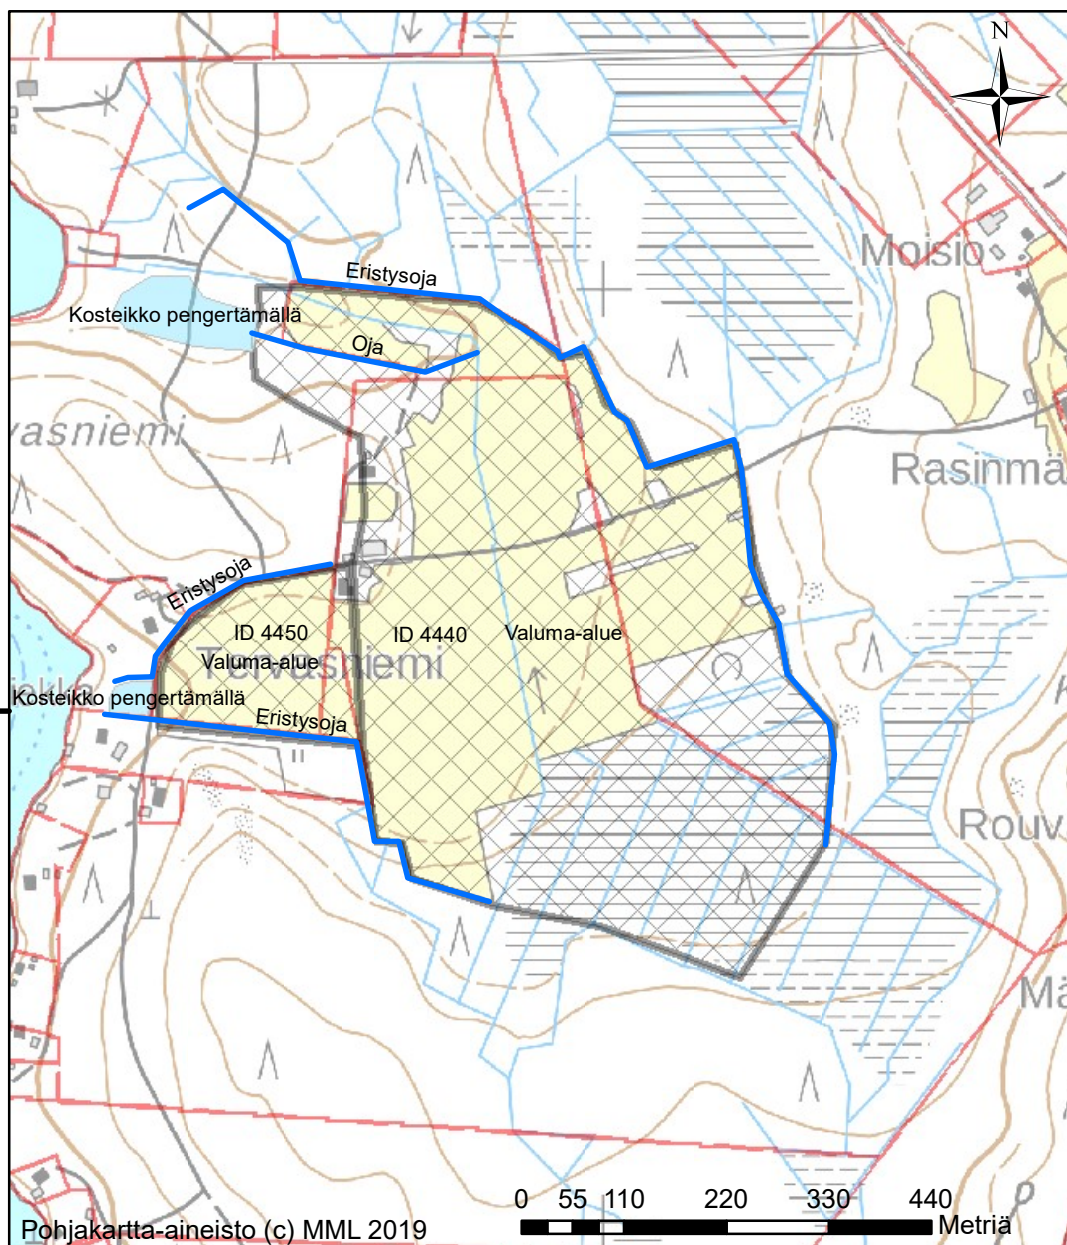 N
Moisio
Eristysoja
Kosteikko pengertämällä
Oja
vasniemi
Rasinmä
Eristysoja
ID 4450
Valuma-alue
ID 4440
Valuma-alue
Tervasniemi
Kosteikko pengertämällä
Eristysoja
Rouv
Mä
0 55 110 220 330 440
Metriä
Pohjakartta-aineisto (c) MML 2019